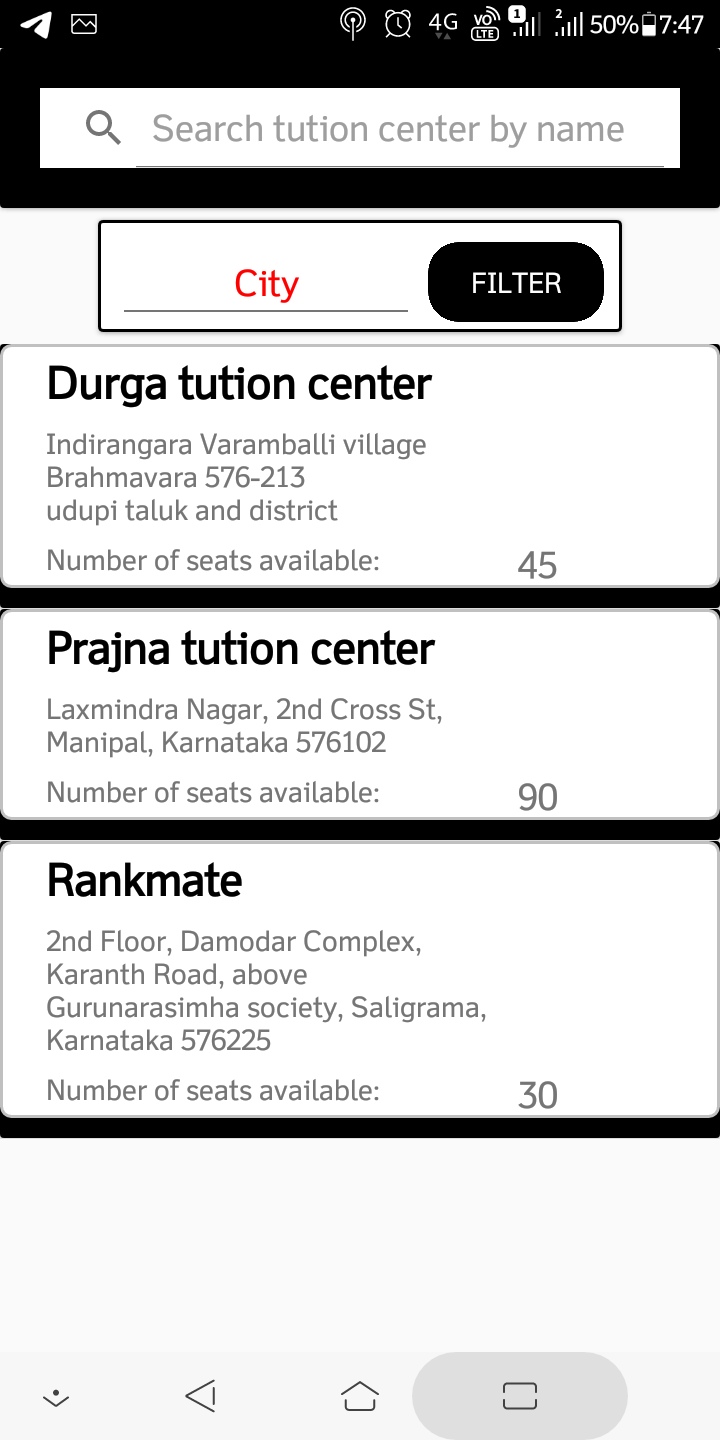 4G VO LTE 1 2 50% 7:47
Search tution center by name
City FILTER
Durga tution center
Indirangara Varamballi village
Brahmavara 576-213
udupi taluk and district
Number of seats available: 45
Prajna tution center
Laxmindra Nagar, 2nd Cross St,
Manipal, Karnataka 576102
Number of seats available: 90
Rankmate
2nd Floor, Damodar Complex,
Karanth Road, above
Gurunarasimha society, Saligrama,
Karnataka 576225
Number of seats available: 30